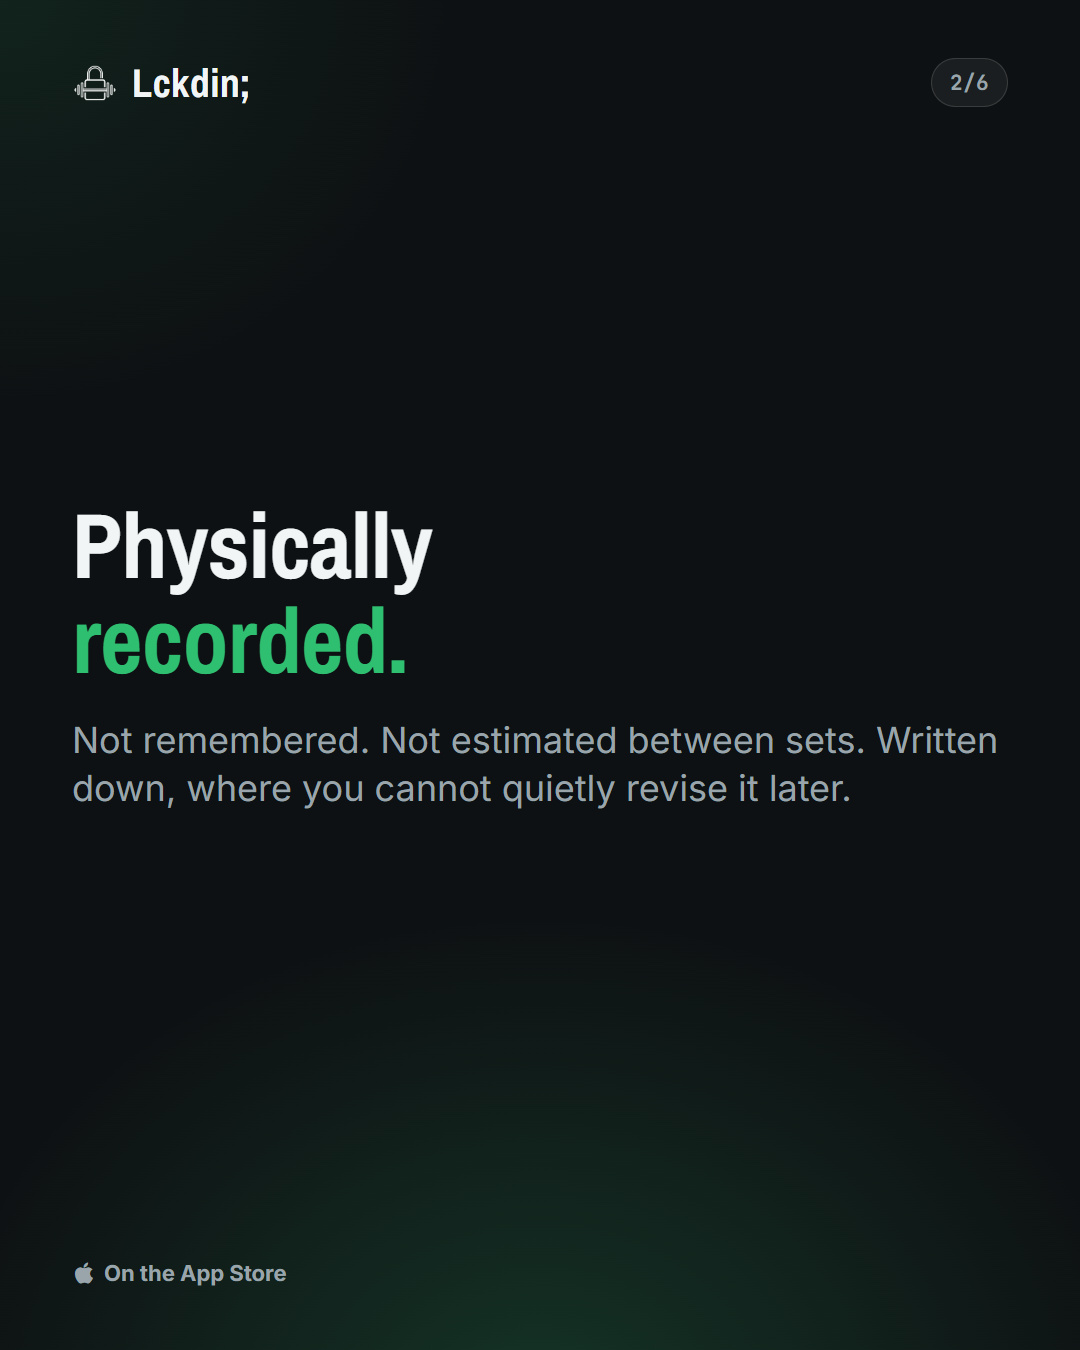 Lckdin;
2/6
Physically
recorded.
Not remembered. Not estimated between sets. Written
down, where you cannot quietly revise it later.
On the App Store